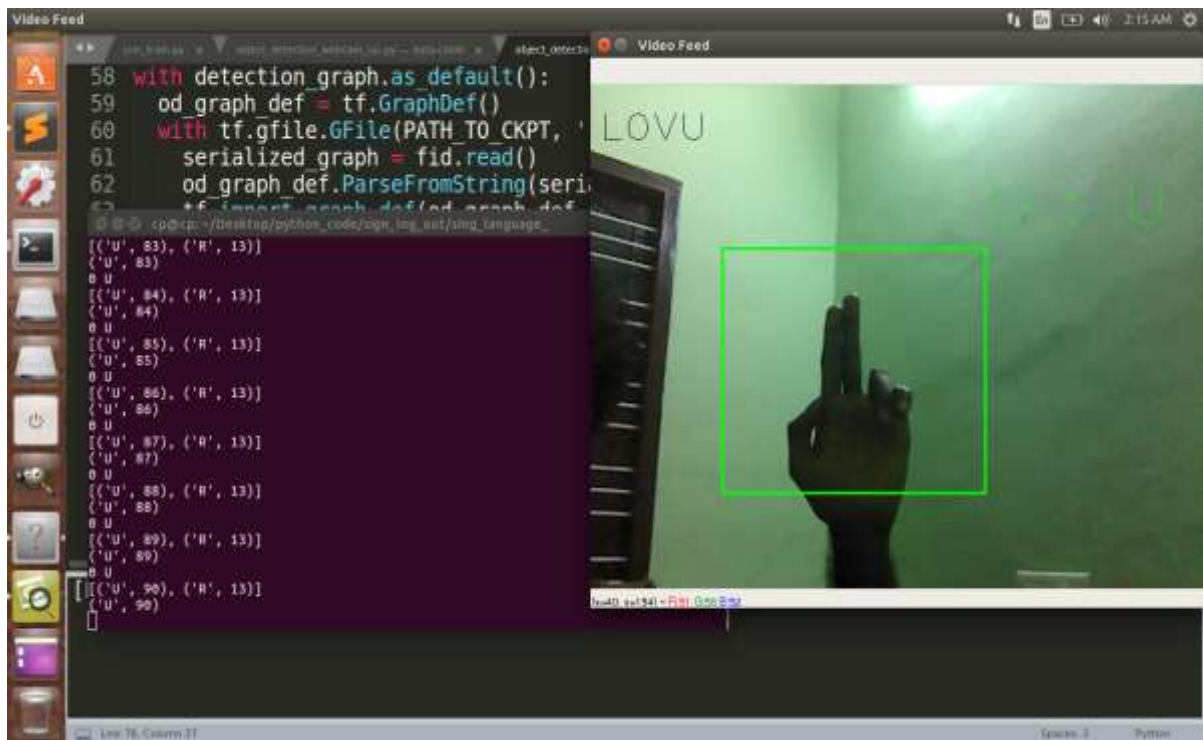 Video Feed
2:15 AM
58 with detection_graph.as_default():
59 od_graph_def = tf.GraphDef()
60 with tf.gfile.GFile(PATH_TO_CKPT, '
61 serialized_graph = fid.read()
62 od_graph_def.ParseFromString(seri
[('U', 83), ('R', 13)]
('U', 83)
0 U
[('U', 84), ('R', 13)]
('U', 84)
0 U
[('U', 85), ('R', 13)]
('U', 85)
0 U
[('U', 86), ('R', 13)]
('U', 86)
0 U
[('U', 87), ('R', 13)]
('U', 87)
0 U
[('U', 88), ('R', 13)]
('U', 88)
0 U
[('U', 89), ('R', 13)]
('U', 89)
0 U
[('U', 90), ('R', 13)]
('U', 90)
Video Feed
LOVU
U
Python